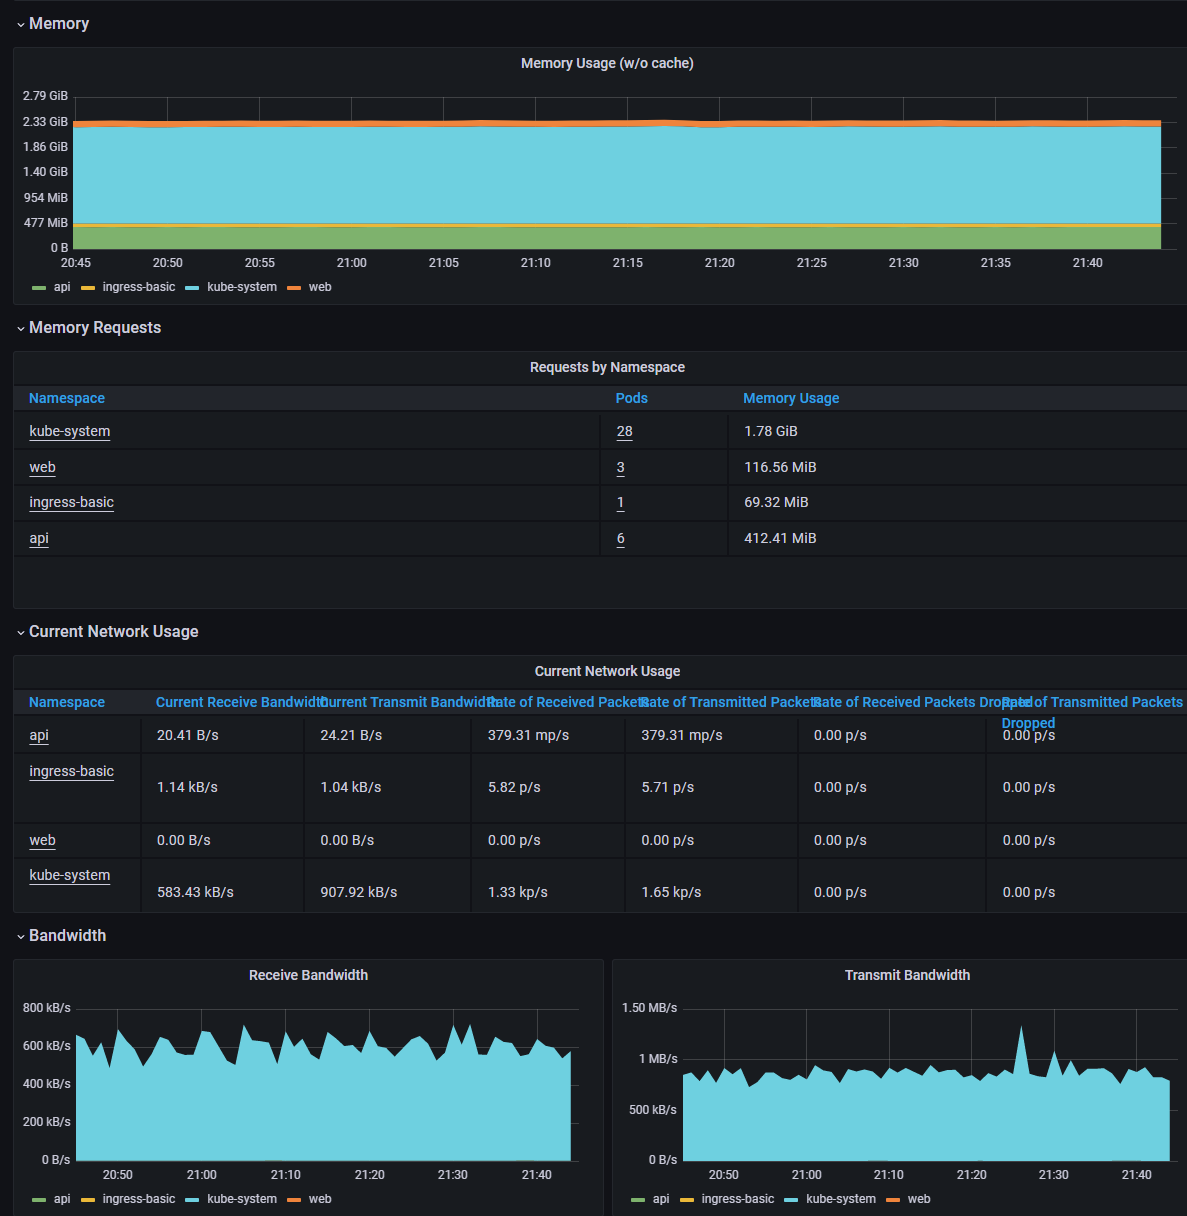 Memory
Memory Usage (w/o cache)
2.79 GiB
2.33 GiB
1.86 GiB
1.40 GiB
954 MiB
477 MiB
0 B
20:45 20:50 20:55 21:00 21:05 21:10 21:15 21:20 21:25 21:30 21:35 21:40
api ingress-basic kube-system web
Memory Requests
Requests by Namespace
Namespace Pods Memory Usage
kube-system 28 1.78 GiB
web 3 116.56 MiB
ingress-basic 1 69.32 MiB
api 6 412.41 MiB
Current Network Usage
Current Network Usage
Namespace Current Receive Bandwidth Current Transmit Bandwidth Rate of Received Packets Rate of Transmitted Packets Rate of Received Packets Dropped Rate of Transmitted Packets
Dropped
api 20.41 B/s 24.21 B/s 379.31 mp/s 379.31 mp/s 0.00 p/s 0.00 p/s
ingress-basic 1.14 kB/s 1.04 kB/s 5.82 p/s 5.71 p/s 0.00 p/s 0.00 p/s
web 0.00 B/s 0.00 B/s 0.00 p/s 0.00 p/s 0.00 p/s 0.00 p/s
kube-system 583.43 kB/s 907.92 kB/s 1.33 kp/s 1.65 kp/s 0.00 p/s 0.00 p/s
Bandwidth
Receive Bandwidth
800 kB/s
600 kB/s
400 kB/s
200 kB/s
0 B/s
20:50 21:00 21:10 21:20 21:30 21:40
api ingress-basic kube-system web
Transmit Bandwidth
1.50 MB/s
1 MB/s
500 kB/s
0 B/s
20:50 21:00 21:10 21:20 21:30 21:40
api ingress-basic kube-system web